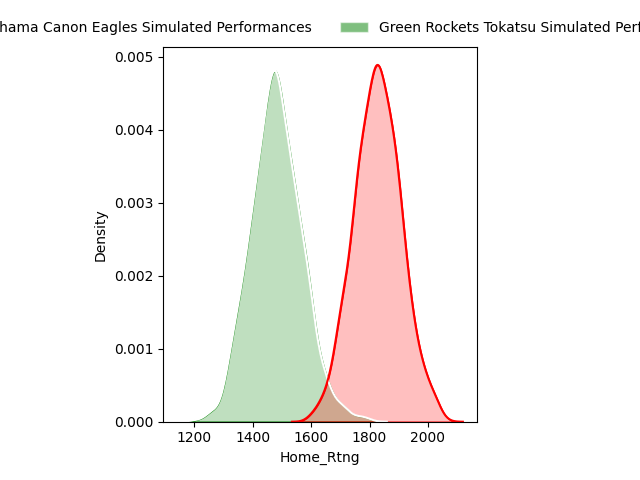 hama Canon Eagles Simulated Performances
Green Rockets Tokatsu Simulated Perf
0.005
0.004
0.003
0.002
0.001
0.000
Density
1200 1400 1600 1800 2000
Home_Rtng